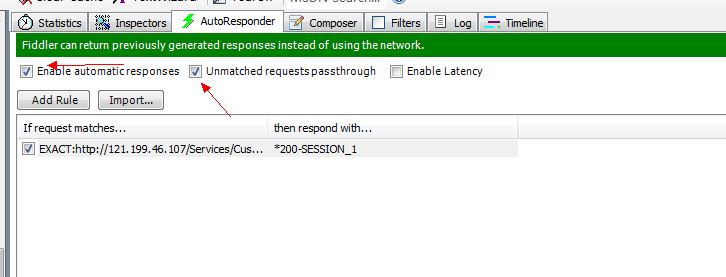 Statistics Inspectors AutoResponder Composer Filters Log Timeline
Fiddler can return previously generated responses instead of using the network.
Enable automatic responses Unmatched requests passthrough Enable Latency
Add Rule Import...
If request matches... then respond with...
EXACT:http://121.199.46.107/Services/Cus... *200-SESSION_1